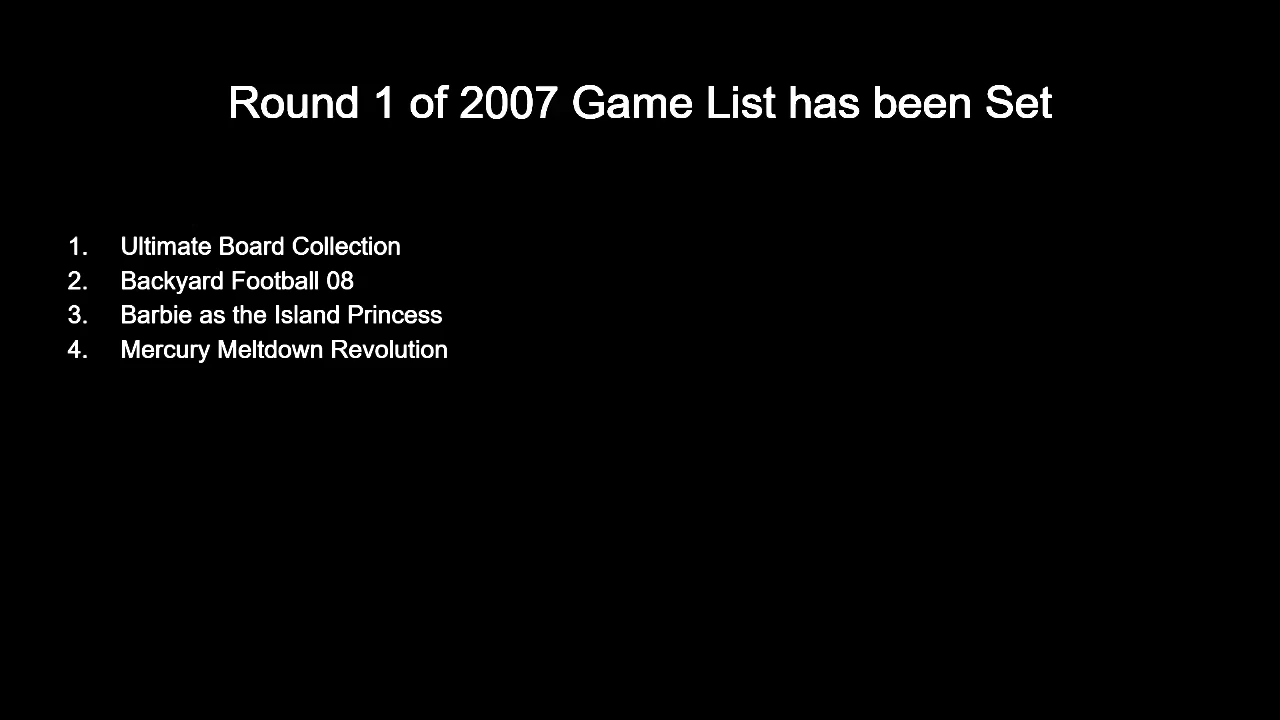 Round 1 of 2007 Game List has been Set
1. Ultimate Board Collection
2. Backyard Football 08
3. Barbie as the Island Princess
4. Mercury Meltdown Revolution